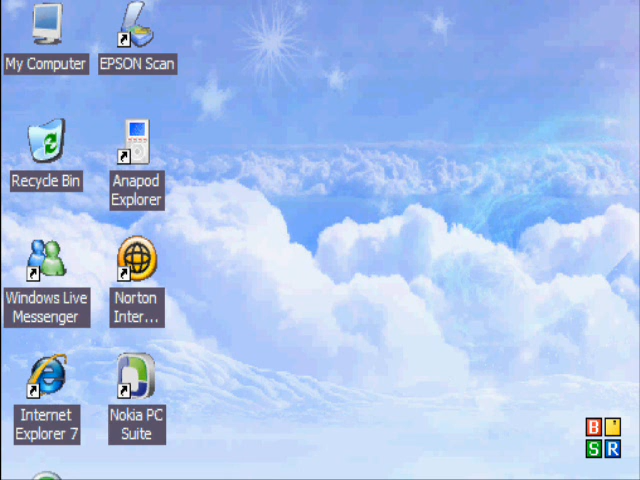 My Computer
EPSON Scan
Recycle Bin
Anapod
Explorer
Windows Live
Messenger
Norton
Inter...
Internet
Explorer 7
Nokia PC
Suite
B '
S R